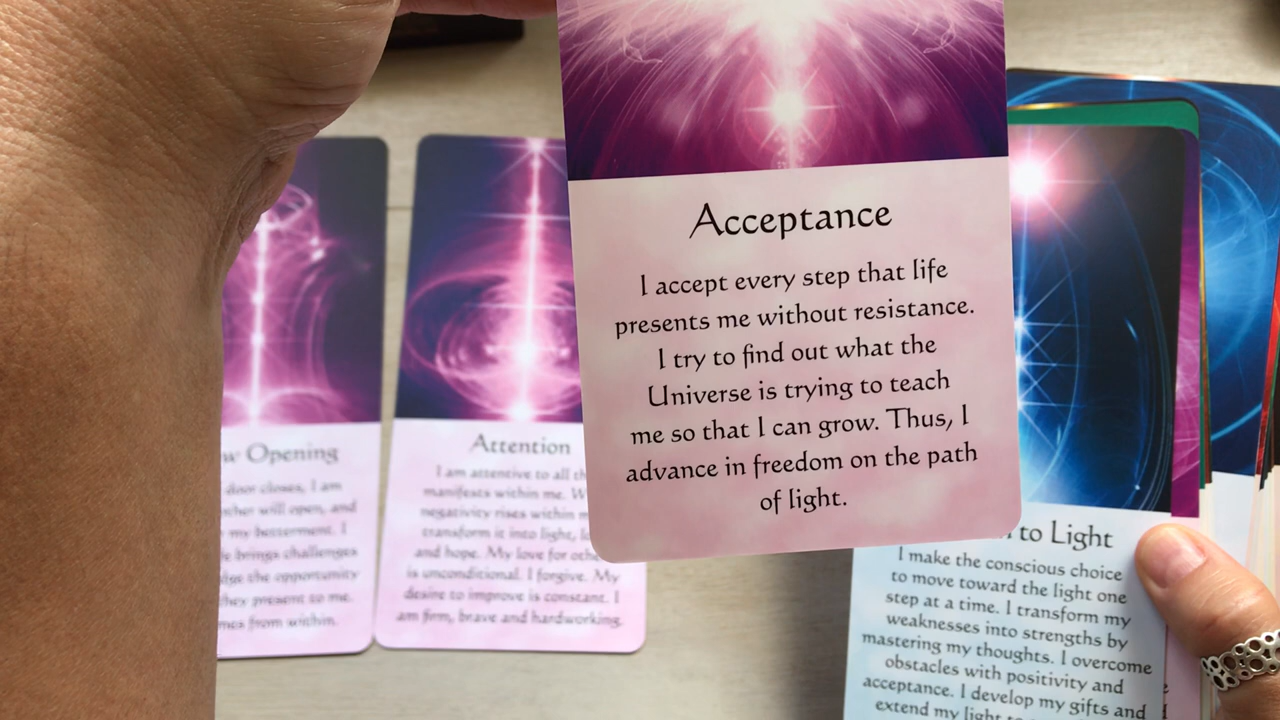 Acceptance
I accept every step that life
presents me without resistance.
I try to find out what the
Universe is trying to teach
me so that I can grow. Thus, I
advance in freedom on the path
of light.
Opening
door closes, I am
will open, and
my betterment. I
brings challenges
the opportunity
they present to me.
from within.
Attention
I am attentive to all
manifests within me.
negativity rises within
transform it into light,
and hope. My love for
is unconditional. I forgive. My
desire to improve is constant. I
am firm, brave and hardworking.
to Light
I make the conscious choice
to move toward the light one
step at a time. I transform my
weaknesses into strengths by
mastering my thoughts. I overcome
obstacles with positivity and
acceptance. I develop my gifts and
extend my light to